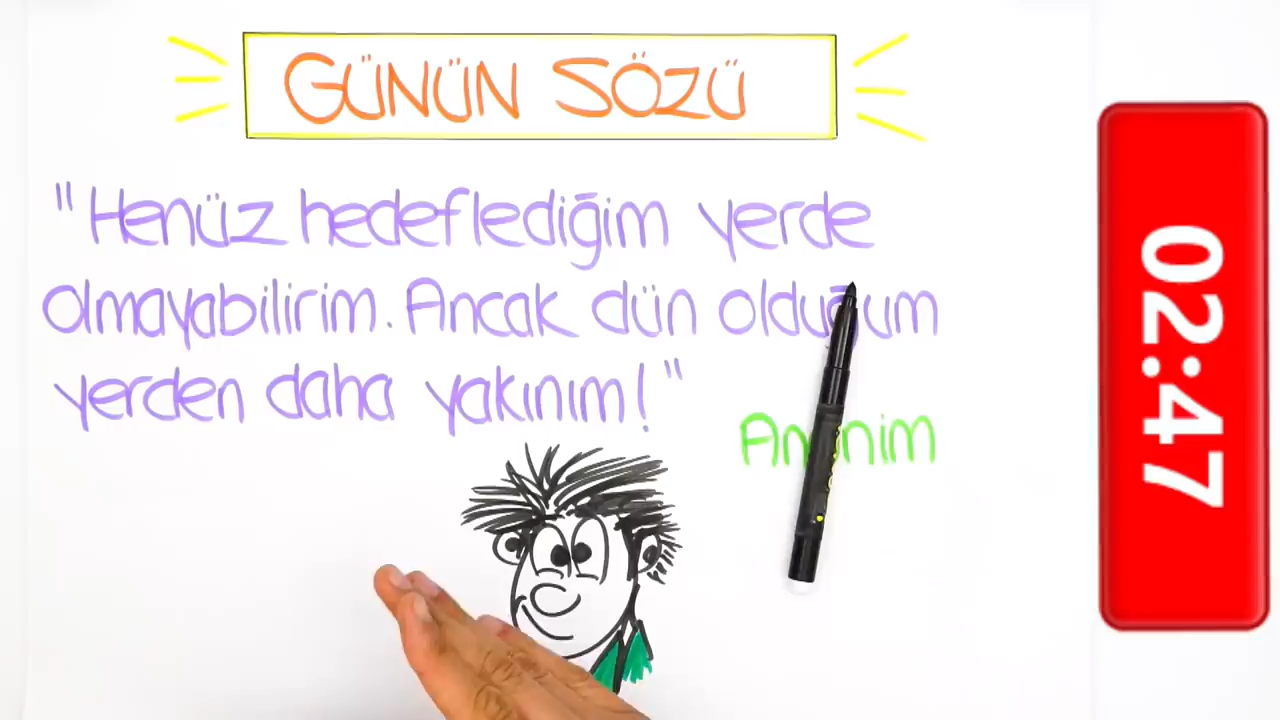 GÜNÜN SÖZÜ
"Henüz hedeflediğim yerde
olmayabilirim. Ancak dün olduğum
yerden daha yakınım!"
Anonim
02:47